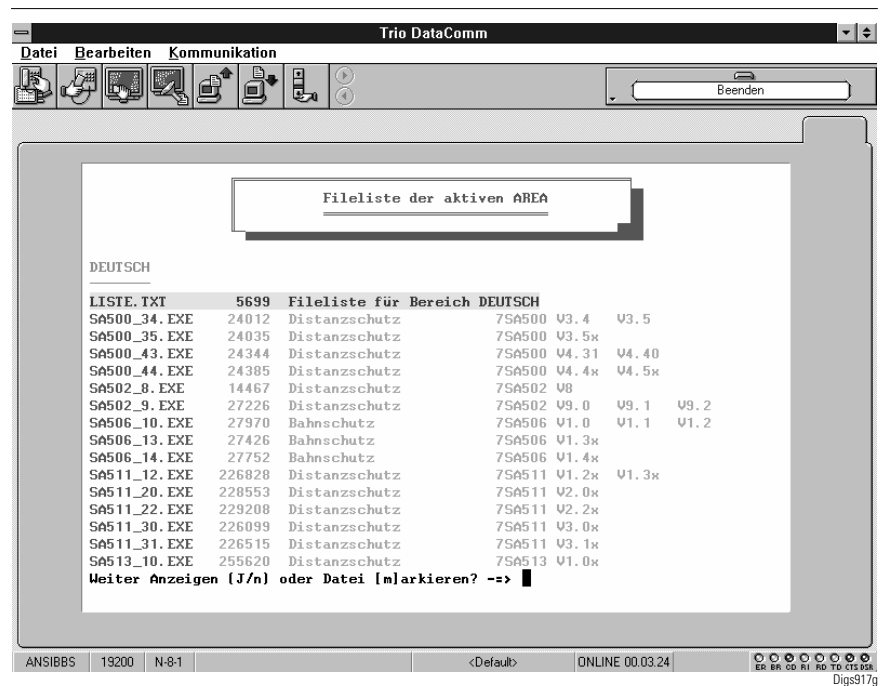 Trio DataComm
Datei Bearbeiten Kommunikation
Beenden
Fileliste der aktiven AREA
DEUTSCH
LISTE.TXT 5699 Fileliste für Bereich DEUTSCH
SA500_34.EXE 24012 Distanzschutz 7SA500 V3.4 V3.5
SA500_35.EXE 24035 Distanzschutz 7SA500 V3.5x
SA500_43.EXE 24344 Distanzschutz 7SA500 V4.31 V4.40
SA500_44.EXE 24385 Distanzschutz 7SA500 V4.4x V4.5x
SA502_8.EXE 14467 Distanzschutz 7SA502 V8
SA502_9.EXE 27226 Distanzschutz 7SA502 V9.0 V9.1 V9.2
SA506_10.EXE 27970 Bahnschutz 7SA506 V1.0 V1.1 V1.2
SA506_13.EXE 27426 Bahnschutz 7SA506 V1.3x
SA506_14.EXE 27752 Bahnschutz 7SA506 V1.4x
SA511_12.EXE 226828 Distanzschutz 7SA511 V1.2x V1.3x
SA511_20.EXE 228553 Distanzschutz 7SA511 V2.0x
SA511_22.EXE 229208 Distanzschutz 7SA511 V2.2x
SA511_30.EXE 226099 Distanzschutz 7SA511 V3.0x
SA511_31.EXE 226515 Distanzschutz 7SA511 V3.1x
SA513_10.EXE 255620 Distanzschutz 7SA513 V1.0x
Weiter Anzeigen (J/n) oder Datei [m]arkieren? -=>
ANSIBBS 19200 N-8-1 <Default> ONLINE 00.03.24 ER BR CD RI RD TD CTS DSR
Digs917g